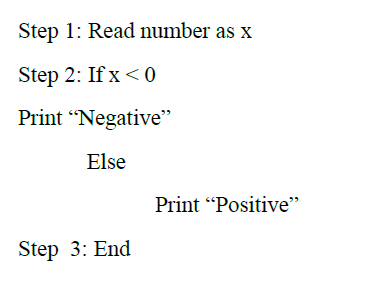 Step 1: Read number as x
Step 2: If x < 0
Print “Negative”
Else
Print “Positive”
Step  3: End